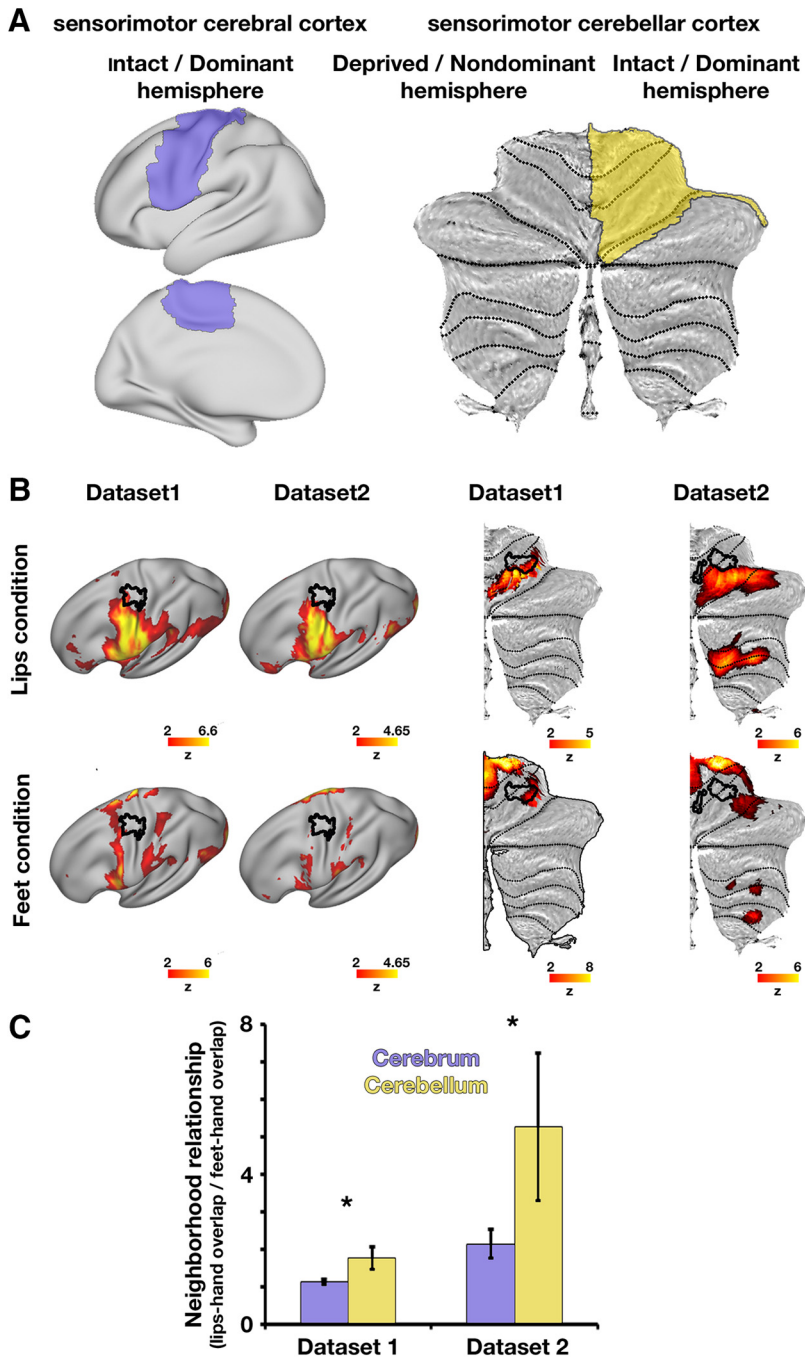 A
sensorimotor cerebral cortex
sensorimotor cerebellar cortex
Intact / Dominant
hemisphere
Deprived / Nondominant
hemisphere
Intact / Dominant
hemisphere
B
Dataset1
Dataset2
Dataset1
Dataset2
Lips condition
2 6.6
z
2 4.65
z
2 5
z
2 6
z
Feet condition
2 6
z
2 4.65
z
2 8
z
2 6
z
C
Neighborhood relationship
(lips-hand overlap / feet-hand overlap)
8
4
0
*
*
Cerebrum
Cerebellum
Dataset 1
Dataset 2